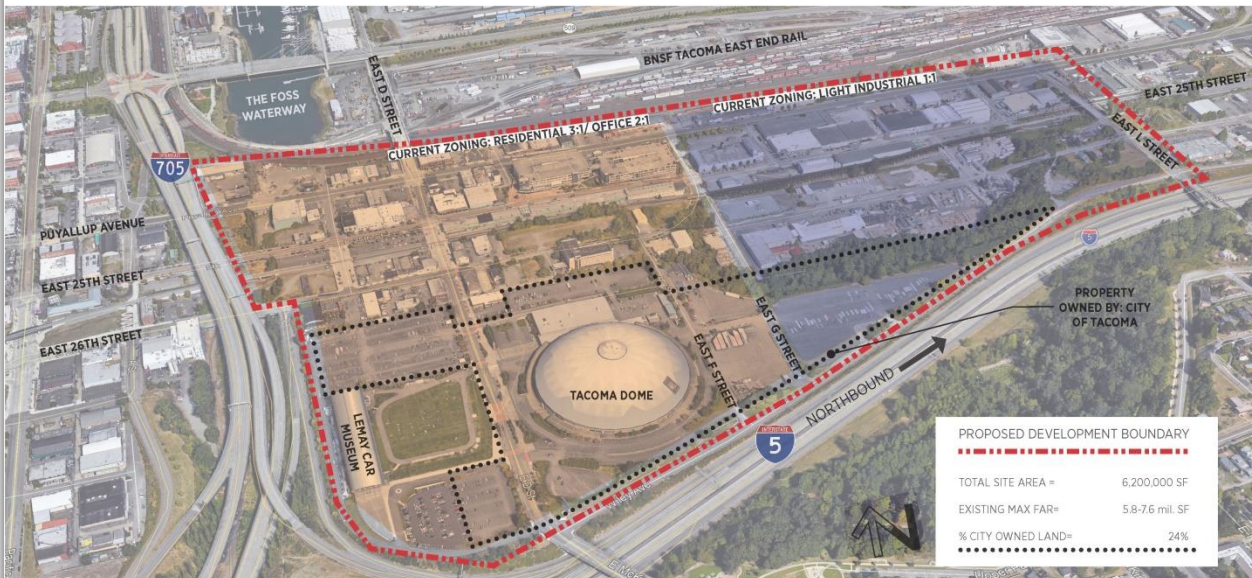 509
BNSF TACOMA EAST END RAIL
THE FOSS
WATERWAY
EAST D STREET
CURRENT ZONING: LIGHT INDUSTRIAL 1:1
EAST 25TH STREET
CURRENT ZONING: RESIDENTIAL 3:1/ OFFICE 2:1
EAST L STREET
INTERSTATE
705
PUYALLUP AVENUE
EAST 25TH STREET
EAST 26TH STREET
5
PROPERTY
OWNED BY: CITY
OF TACOMA
EAST G STREET
EAST F STREET
TACOMA DOME
LEMAY CAR
MUSEUM
NORTHBOUND
INTERSTATE
5
PROPOSED DEVELOPMENT BOUNDARY
TOTAL SITE AREA = 6,200,000 SF
EXISTING MAX FAR= 5.8-7.6 mil. SF
% CITY OWNED LAND= 24%